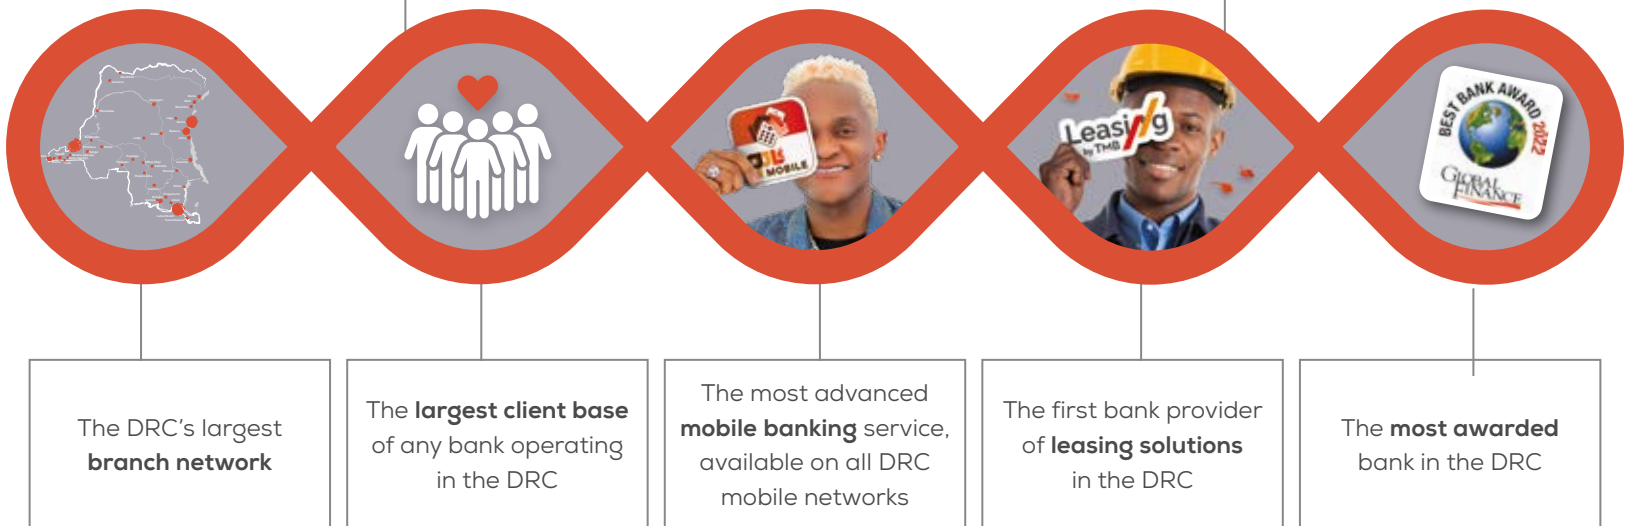 MOBILE
Leasing
by TMB
BEST BANK AWARD 2022
GLOBAL
FINANCE
The DRC's largest
branch network
The largest client base
of any bank operating
in the DRC
The most advanced
mobile banking service,
available on all DRC
mobile networks
The first bank provider
of leasing solutions
in the DRC
The most awarded
bank in the DRC